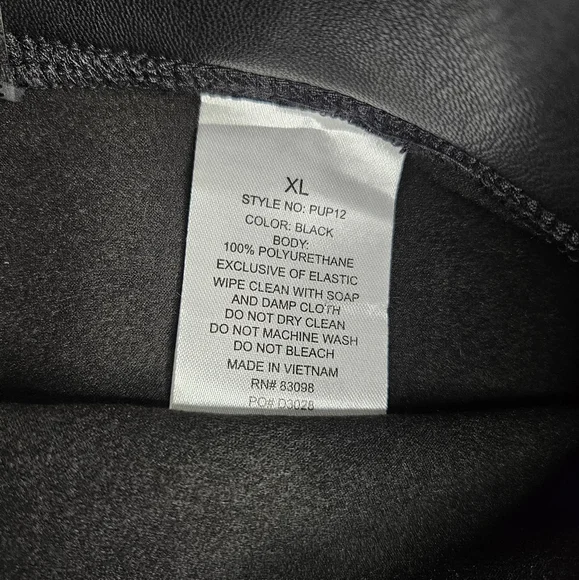 XL
STYLE NO: PUP12
COLOR: BLACK
BODY:
100% POLYURETHANE
EXCLUSIVE OF ELASTIC
WIPE CLEAN WITH SOAP
AND DAMP CLOTH
DO NOT DRY CLEAN
DO NOT MACHINE WASH
DO NOT BLEACH
MADE IN VIETNAM
RN# 83098
PO# D3028